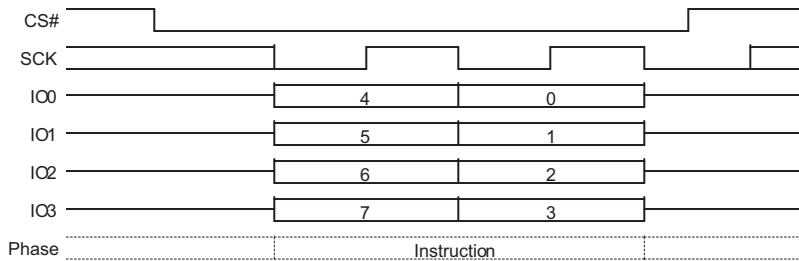 CS#
SCK
IO0 4 0
IO1 5 1
IO2 6 2
IO3 7 3
Phase Instruction